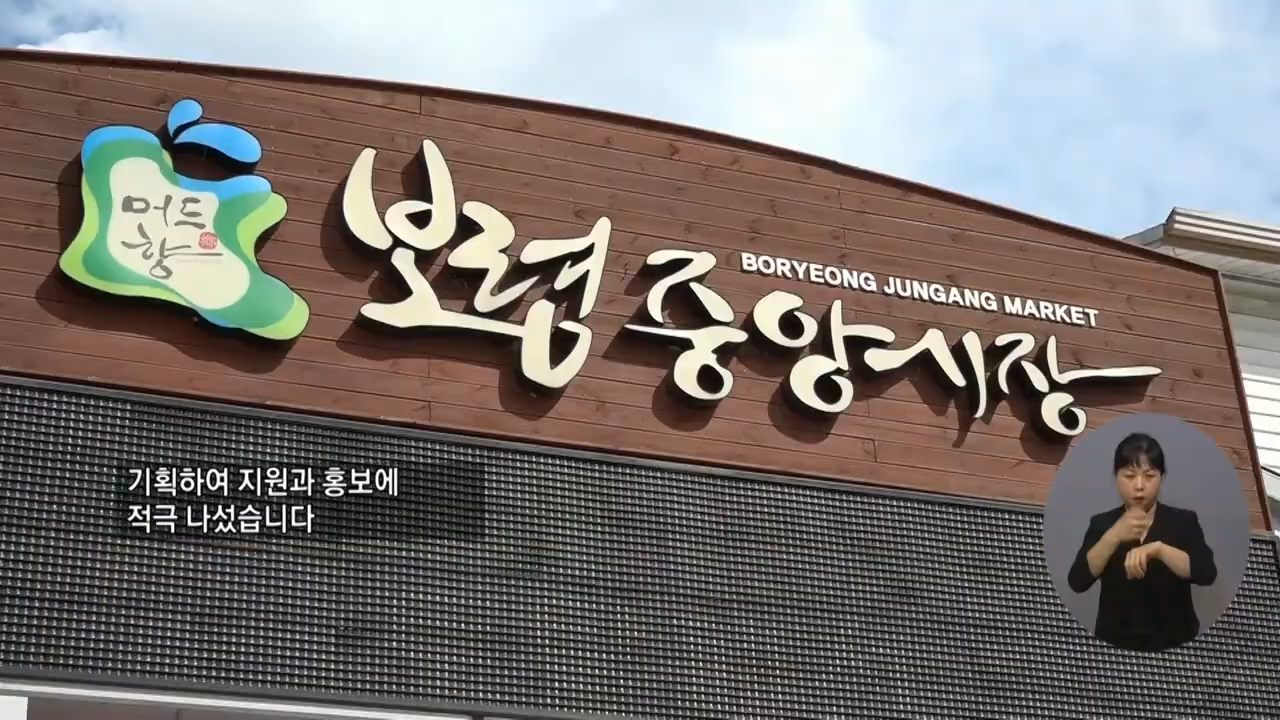 머드
향
보령 중앙시장
BORYEONG JUNGANG MARKET
기획하여 지원과 홍보에
적극 나섰습니다